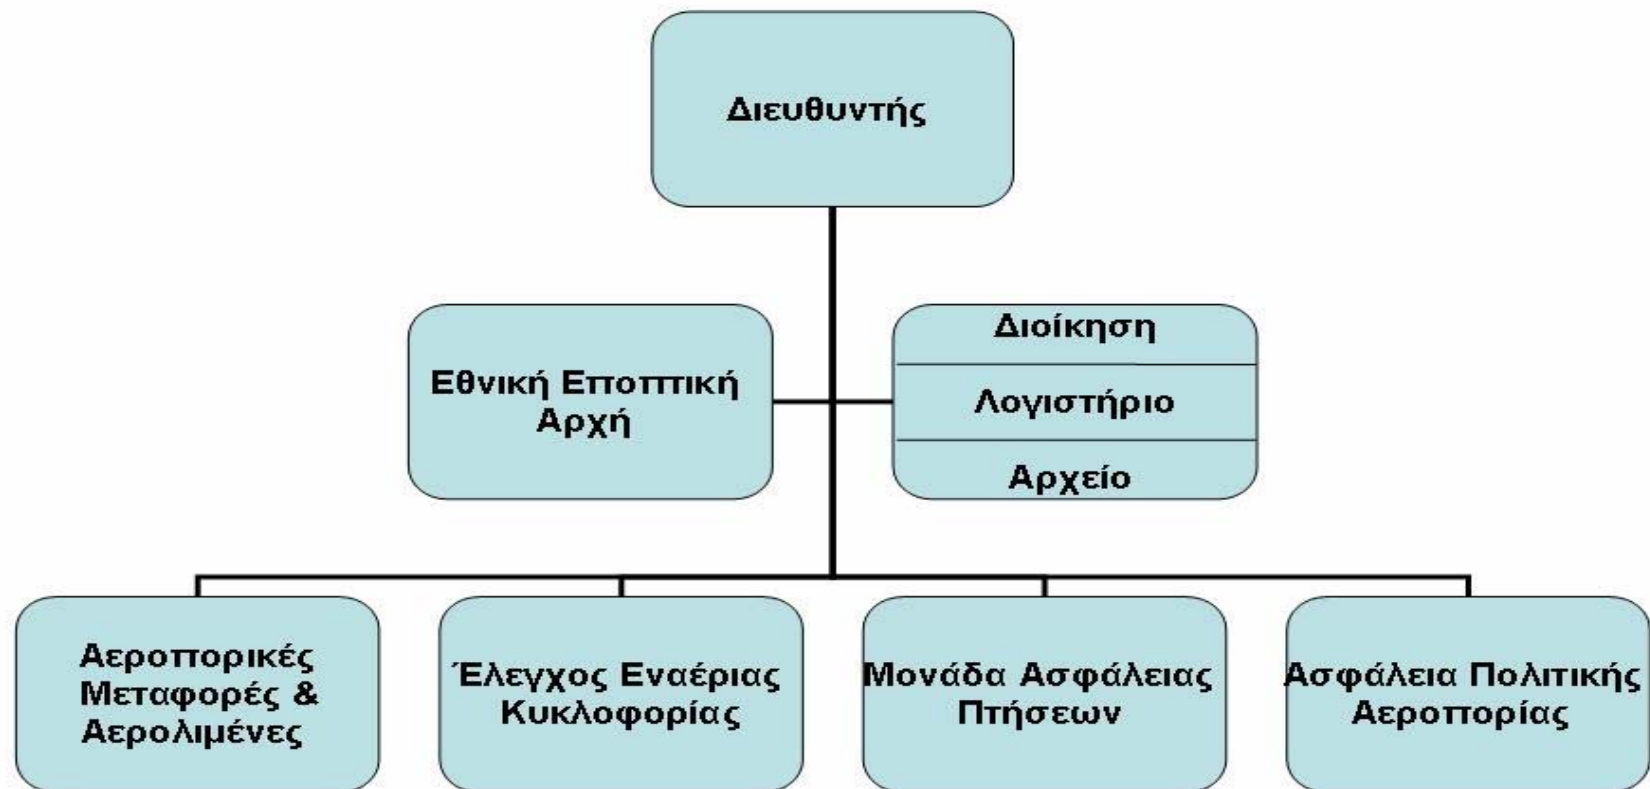 Διευθυντής
Εθνική Εποπτική
Αρχή
Διοίκηση
Λογιστήριο
Αρχείο
Αεροπορικές
Μεταφορές &
Αερολιμένες
Έλεγχος Εναέριας
Κυκλοφορίας
Μονάδα Ασφάλειας
Πτήσεων
Ασφάλεια Πολιτικής
Αεροπορίας